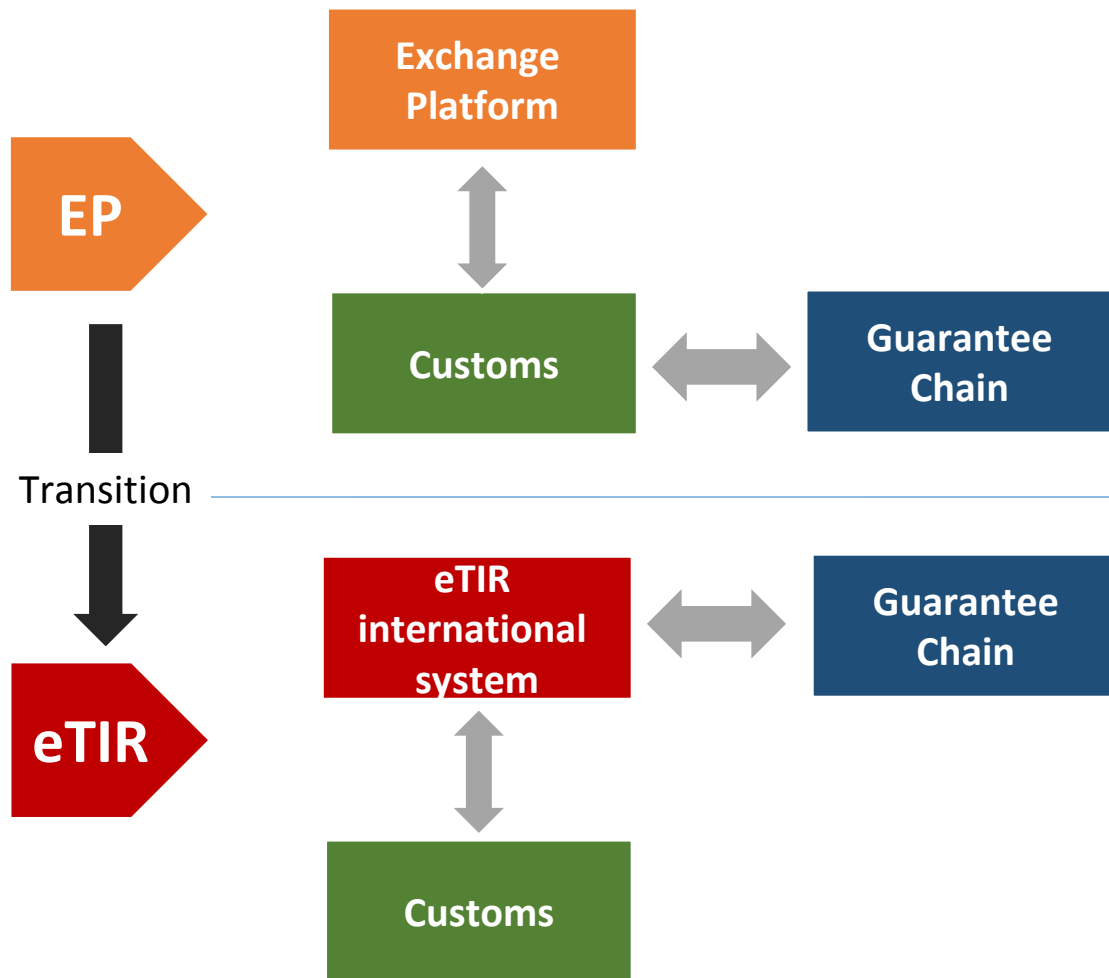 Exchange
Platform
EP
Customs
Guarantee
Chain
Transition
eTIR
international
system
Guarantee
Chain
eTIR
Customs